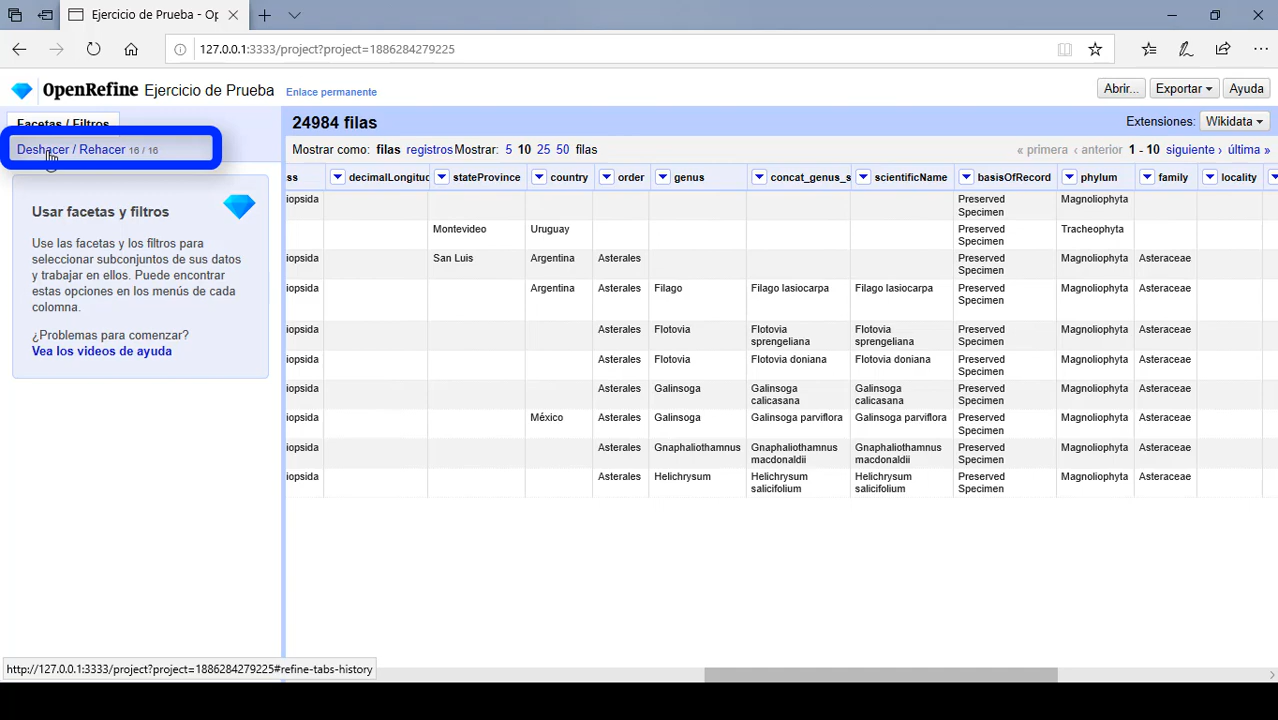 Ejercicio de Prueba - Op
127.0.0.1:3333/project?project=1886284279225
OpenRefine Ejercicio de Prueba Enlace permanente
Abrir... Exportar Ayuda
Facetas / Filtros
Deshacer / Rehacer 16 / 16
Usar facetas y filtros
Use las facetas y los filtros para
seleccionar subconjuntos de sus datos
y trabajar en ellos. Puede encontrar
estas opciones en los menús de cada
colomna.
¿Problemas para comenzar?
Vea los videos de ayuda
24984 filas
Extensiones: Wikidata
Mostrar como: filas registros Mostrar: 5 10 25 50 filas
« primera ‹ anterior 1 - 10 siguiente › última »
ss decimalLongituc stateProvince country order genus concat_genus_s scientificName basisOfRecord phylum family locality
iopsida Preserved Specimen Magnoliophyta
Montevideo Uruguay Preserved Specimen Tracheophyta
iopsida San Luis Argentina Asterales Preserved Specimen Magnoliophyta Asteraceae
iopsida Argentina Asterales Filago Filago lasiocarpa Filago lasiocarpa Preserved Specimen Magnoliophyta Asteraceae
iopsida Asterales Flotovia Flotovia sprengeliana Flotovia sprengeliana Preserved Specimen Magnoliophyta Asteraceae
iopsida Asterales Flotovia Flotovia doniana Flotovia doniana Preserved Specimen Magnoliophyta Asteraceae
iopsida Asterales Galinsoga Galinsoga calicasana Galinsoga calicasana Preserved Specimen Magnoliophyta Asteraceae
iopsida México Asterales Galinsoga Galinsoga parviflora Galinsoga parviflora Preserved Specimen Magnoliophyta Asteraceae
iopsida Asterales Gnaphaliothamnus Gnaphaliothamnus macdonaldii Gnaphaliothamnus macdonaldii Preserved Specimen Magnoliophyta Asteraceae
iopsida Asterales Helichrysum Helichrysum salicifolium Helichrysum salicifolium Preserved Specimen Magnoliophyta Asteraceae
http://127.0.0.1:3333/project?project=1886284279225#refine-tabs-history